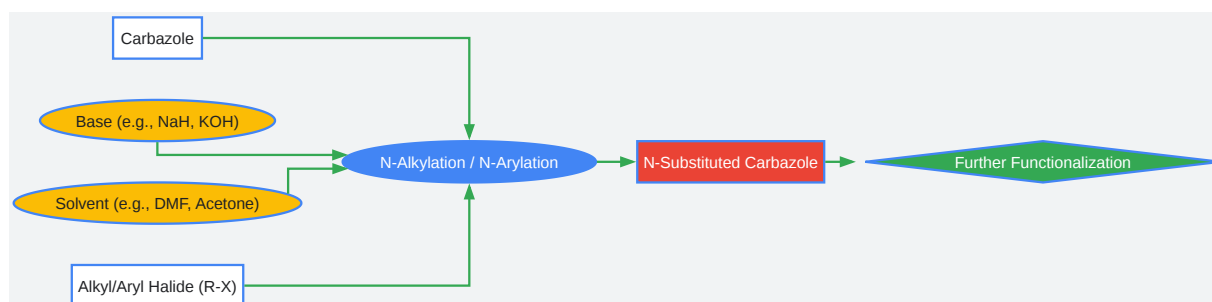 Carbazole
Base (e.g., NaH, KOH)
N-Alkylation / N-Arylation
N-Substituted Carbazole
Further Functionalization
Solvent (e.g., DMF, Acetone)
Alkyl/Aryl Halide (R-X)